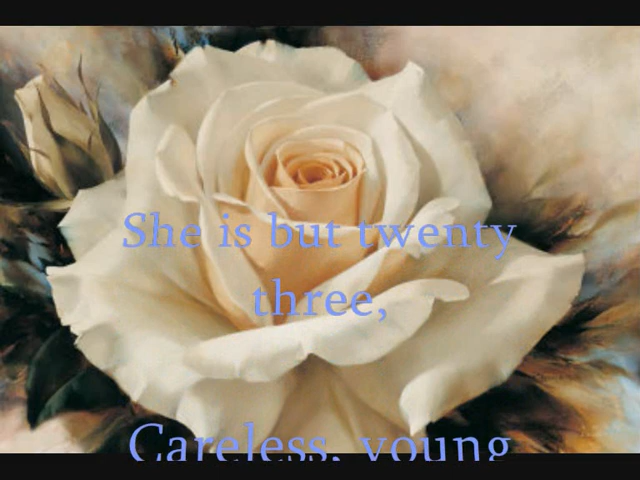 She is but twenty
three,
Careless, young